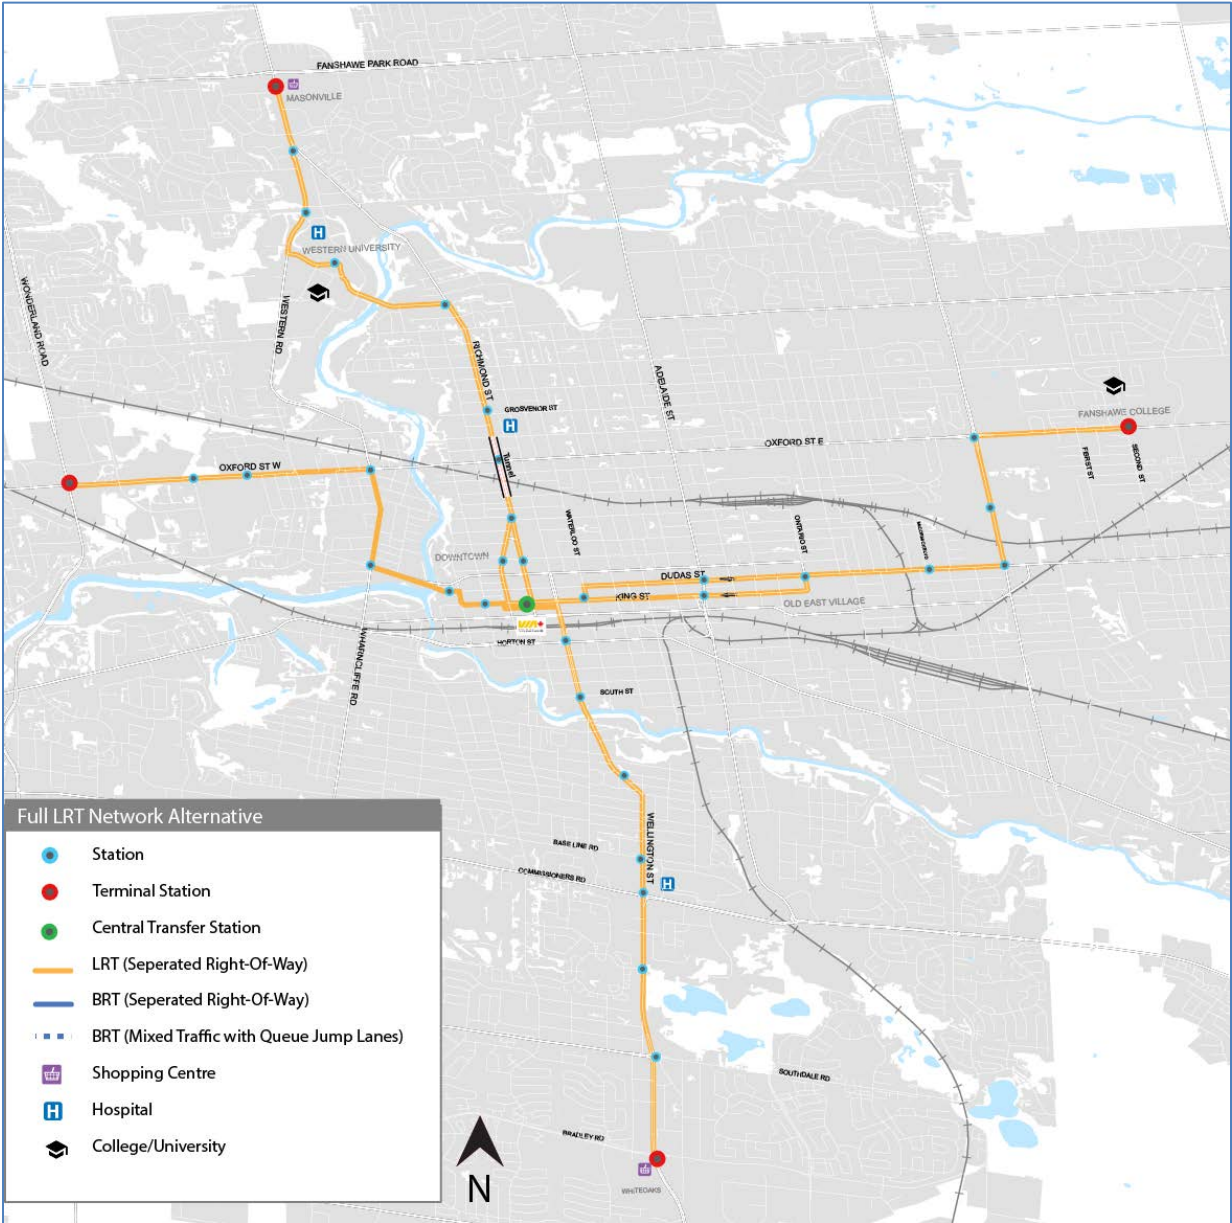 FANSHAWE PARK ROAD
MASONVILLE
H
WESTERN UNIVERSITY
WONDERLAND ROAD
WESTERN RD
RICHMOND ST
ADELAIDE ST
GROSVENOR ST
H
FANSHAWE COLLEGE
OXFORD ST E
OXFORD ST W
Tunnel
FIRST ST
SECOND ST
WATERLOO ST
ONTARIO ST
DOWNTOWN
DUDAS ST
KING ST
OLD EAST VILLAGE
VIA
HORTON ST
WHARNCLIFFE RD
SOUTH ST
WELLINGTON ST
BASE LINE RD
COMMISSIONERS RD
H
SOUTHDALE RD
BRADLEY RD
WHITEOAKS
N
Full LRT Network Alternative
Station
Terminal Station
Central Transfer Station
LRT (Seperated Right-Of-Way)
BRT (Seperated Right-Of-Way)
BRT (Mixed Traffic with Queue Jump Lanes)
Shopping Centre
H
Hospital
College/University